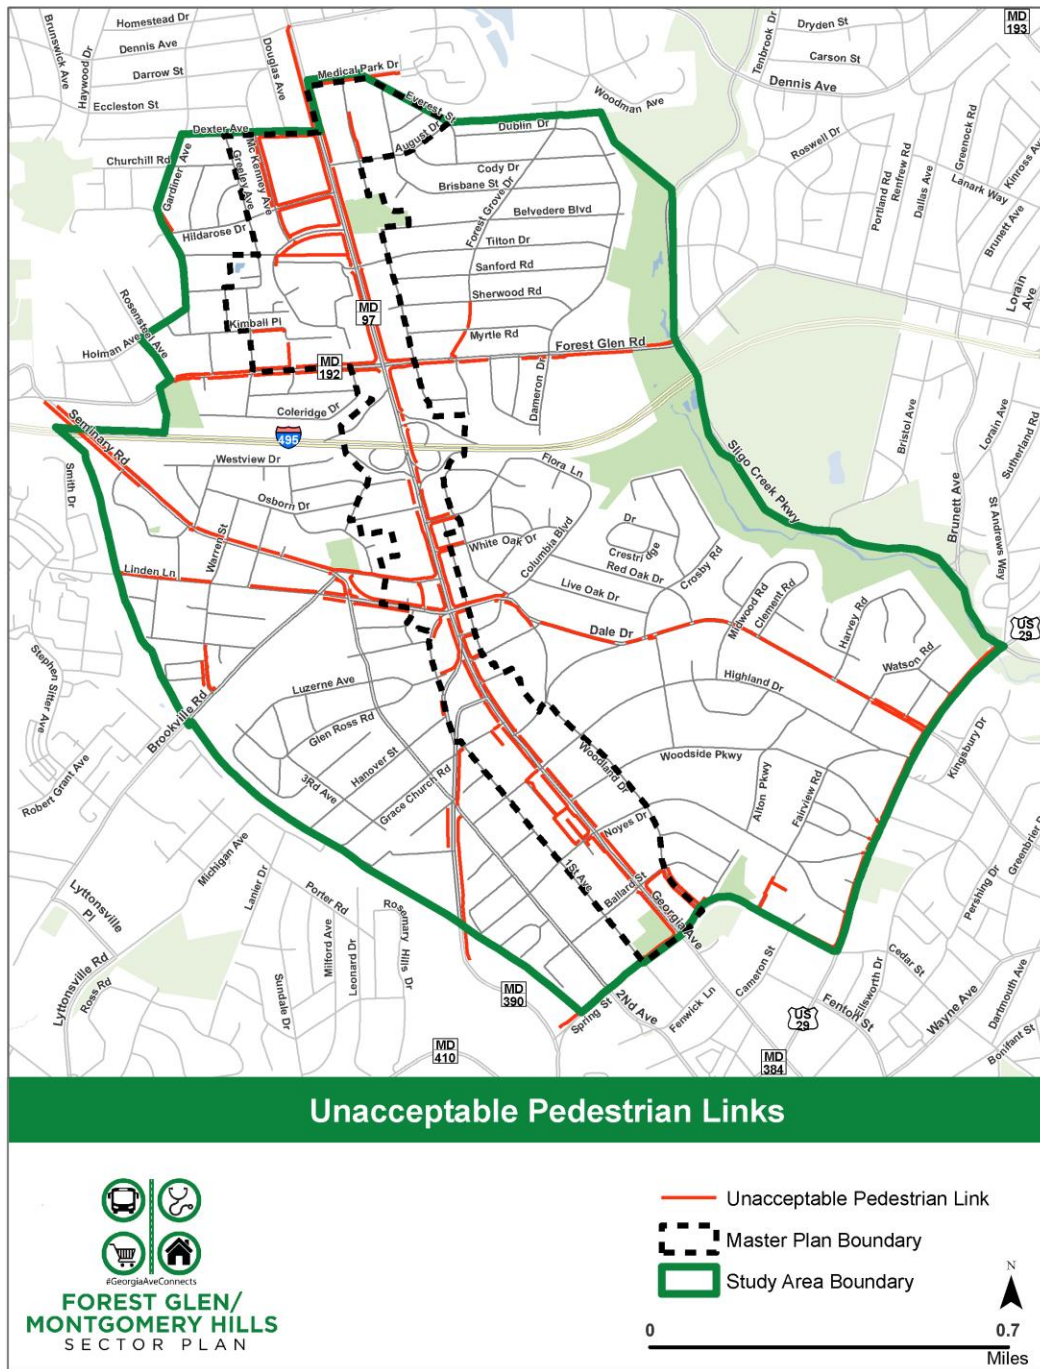 Homestead Dr
Brunswick Ave
Haywood Dr
Dennis Ave
Douglas Ave
Darrow St
Eccleston St
Medical Park Dr
Everest St
Woodman Ave
Tenbrook Dr
Dryden St
MD
193
Carson St
Dennis Ave
Dexter Ave
Churchill Rd
Gardiner Ave
Greeley Ave
Mc Kenney Ave
August Dr
Dublin Dr
Cody Dr
Brisbane St
Forest Grove Dr
Belvedere Blvd
Roswell Dr
Portland Rd
Renfrew Rd
Dallas Ave
Greenock Rd
Kinross Ave
Lanark Way
Brunett Ave
Lorain Ave
Hildarose Dr
Tilton Dr
Sanford Rd
Sherwood Rd
Rosensteel Ave
Kimball Pl
MD
97
Myrtle Rd
Forest Glen Rd
Holman Ave
MD
192
Dameron Dr
Coleridge Dr
495
Seminary Rd
Smith Dr
Westview Dr
Osborn Dr
Warren St
Flora Ln
White Oak Dr
Columbia Blvd
Dr
Crestridge
Red Oak Dr
Crosby Rd
Live Oak Dr
Sligo Creek Pkwy
Bristol Ave
Lorain Ave
Sutherland Rd
Brunett Ave
St Andrews Way
Linden Ln
Dale Dr
Midwood Rd
Clement Rd
Harvey Rd
Watson Rd
US
29
Stephen Sitter Ave
Brookville Rd
Luzerne Ave
Glen Ross Rd
Hanover St
3Rd Ave
Grace Church Rd
Highland Dr
Woodside Pkwy
Woodland Dr
Kingsbury Dr
Robert Grant Ave
Noyes Dr
Alton Pkwy
Fairview Rd
1St Ave
Ballard St
Georgia Ave
Michigan Ave
Lanier Dr
Porter Rd
Milford Ave
Leonard Dr
Rosemary Hills Dr
Sundale Dr
Lyttonsville Pl
Lyttonsville Rd
Ross Rd
MD
390
MD
410
Spring St
2Nd Ave
Fenwick Ln
Cameron St
US
29
MD
384
Fenton St
Ellsworth Dr
Cedar St
Wayne Ave
Pershing Dr
Dartmouth Ave
Bonifant St
Unacceptable Pedestrian Links
#GeorgiaAveConnects
FOREST GLEN/
MONTGOMERY HILLS
SECTOR PLAN
Unacceptable Pedestrian Link
Master Plan Boundary
Study Area Boundary
N
0 0.7
Miles